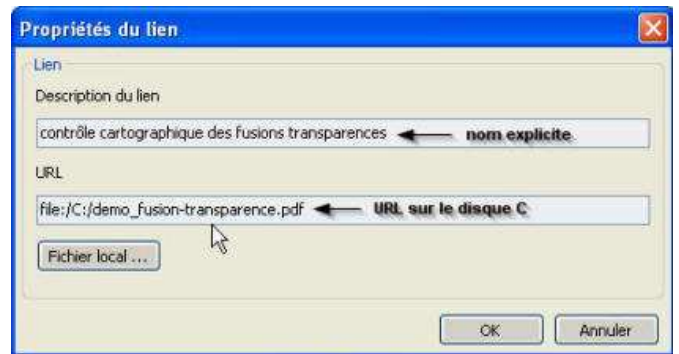 Propriétés du lien
Lien
Description du lien
contrôle cartographique des fusions transparences nom explicite
URL
file:/C:/demo_fusion-transparence.pdf URL sur le disque C
Fichier local ...
OK Annuler